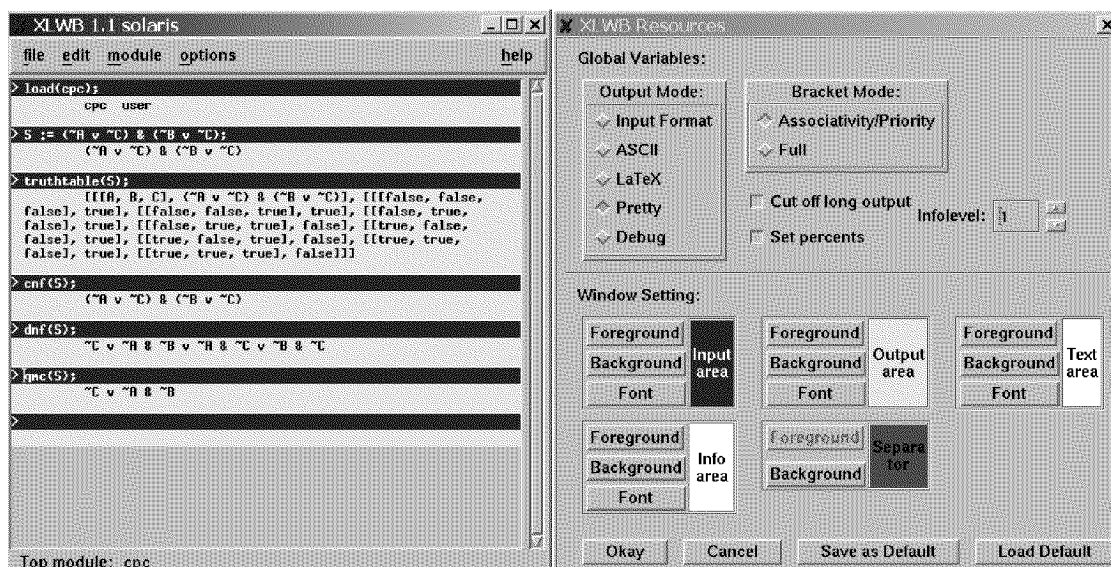 XLWB 1.1 solaris
file edit module options help
> load(cpc);
cpc user
> S := (~A v ~C) & (~B v ~C);
(~A v ~C) & (~B v ~C)
> truthtable(S);
[[[A, B, C], (~A v ~C) & (~B v ~C)], [[[false, false,
false], true], [[false, false, true], true], [[false, true,
false], true], [[false, true, true], false], [[true, false,
false], true], [[true, false, true], false], [[true, true,
false], true], [[true, true, true], false]]]
> cnf(S);
(~A v ~C) & (~B v ~C)
> dnf(S);
~C v ~A & ~B v ~A & ~C v ~B & ~C
> qmc(S);
~C v ~A & ~B
>
Top module: cpc
XLWB Resources
Global Variables:
Output Mode:
Input Format
ASCII
LaTeX
Pretty
Debug
Bracket Mode:
Associativity/Priority
Full
Cut off long output
Set percents
Infolevel: 1
Window Setting:
Foreground
Background
Font
Input
area
Foreground
Background
Font
Output
area
Foreground
Background
Font
Text
area
Foreground
Background
Font
Info
area
Foreground
Background
Separa
tor
Okay Cancel Save as Default Load Default